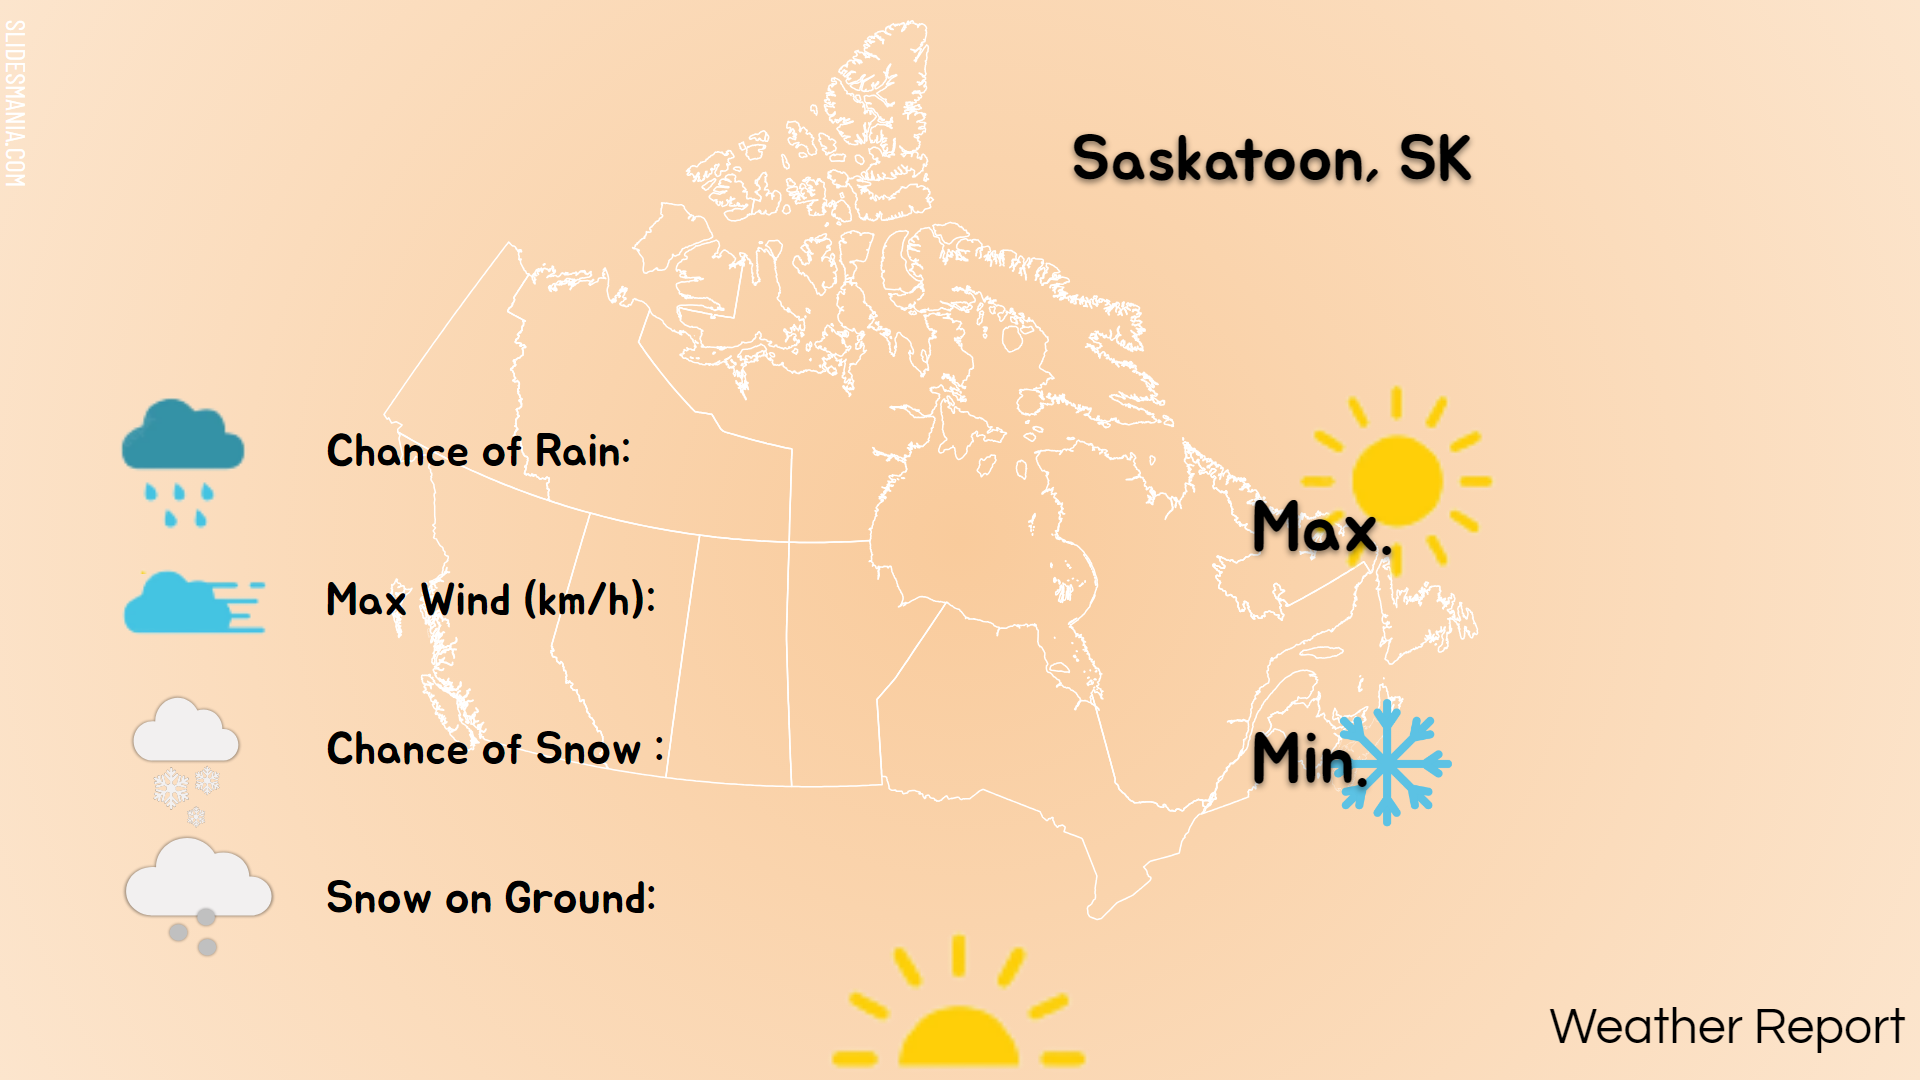 SLIDESMANIA.COM
Saskatoon, SK
Chance of Rain:
Max Wind (km/h):
Chance of Snow :
Snow on Ground:
Max.
Min.
Weather Report